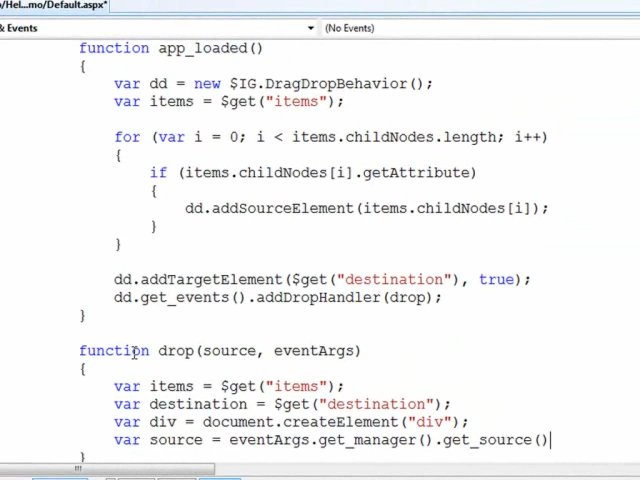 o/Hel...mo/Default.aspx*
& Events
(No Events)
function app_loaded()
{
var dd = new $IG.DragDropBehavior();
var items = $get("items");
for (var i = 0; i < items.childNodes.length; i++)
{
if (items.childNodes[i].getAttribute)
{
dd.addSourceElement(items.childNodes[i]);
}
}
dd.addTargetElement($get("destination"), true);
dd.get_events().addDropHandler(drop);
}
function drop(source, eventArgs)
{
var items = $get("items");
var destination = $get("destination");
var div = document.createElement("div");
var source = eventArgs.get_manager().get_source()
}